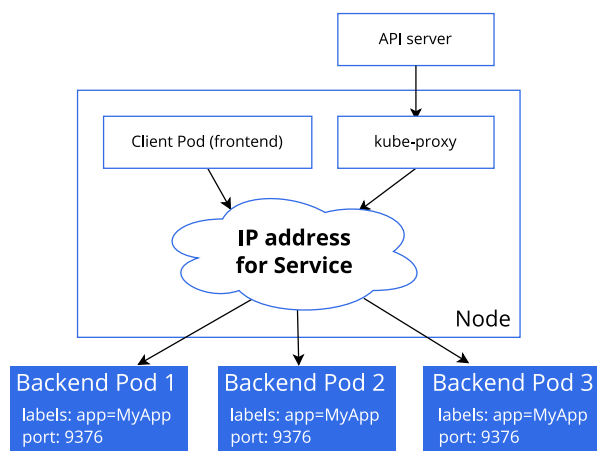 API server
Client Pod (frontend)
kube-proxy
IP address
for Service
Node
Backend Pod 1
labels: app=MyApp
port: 9376
Backend Pod 2
labels: app=MyApp
port: 9376
Backend Pod 3
labels: app=MyApp
port: 9376